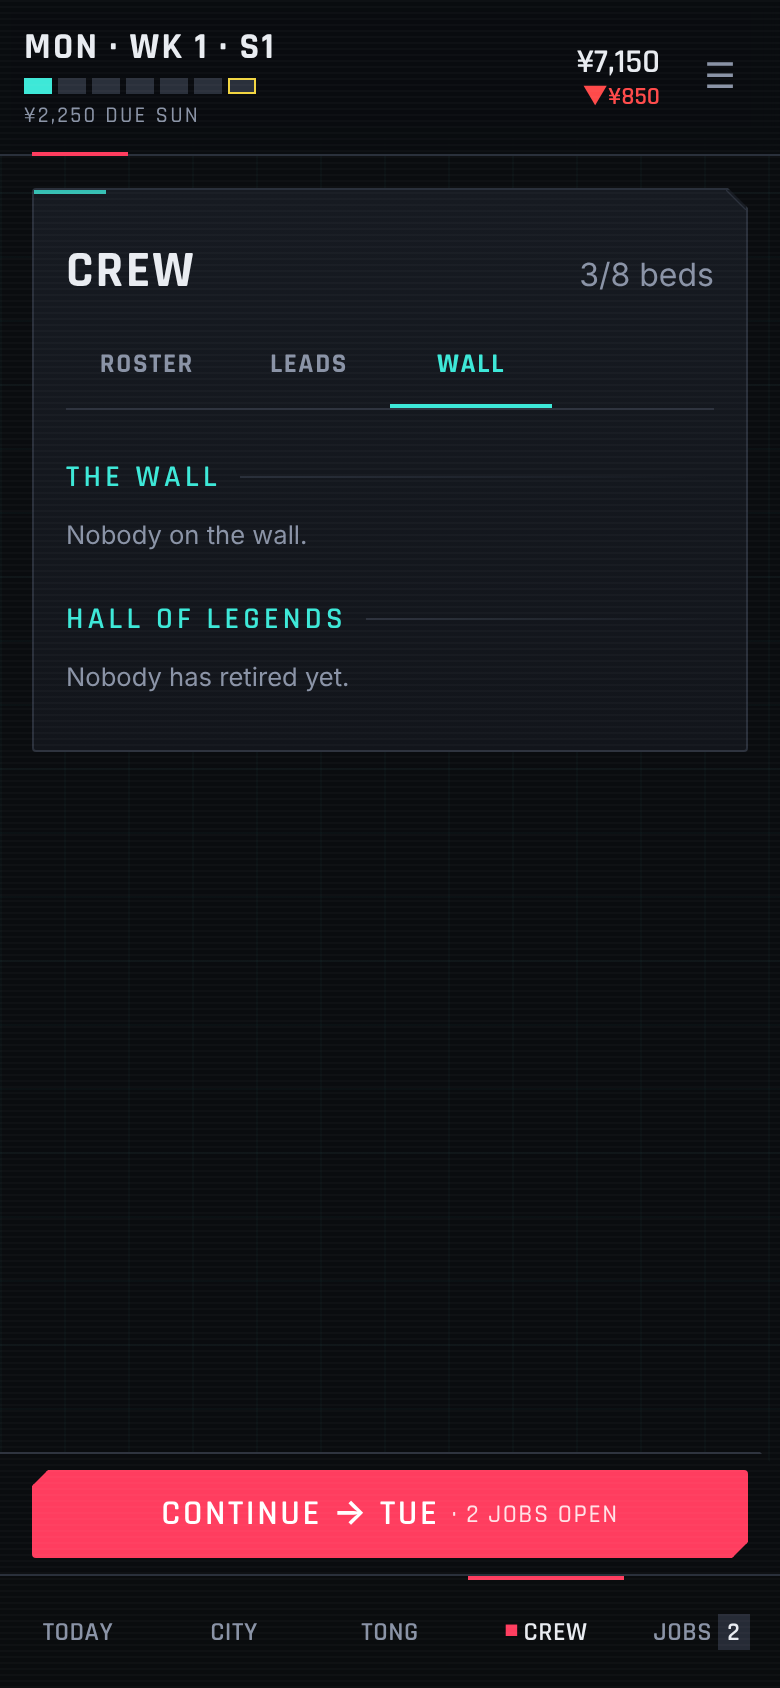 MON · WK 1 · S1
¥2,250 DUE SUN
¥7,150
▼¥850
☰
CREW
3/8 beds
ROSTER LEADS WALL
THE WALL
Nobody on the wall.
HALL OF LEGENDS
Nobody has retired yet.
CONTINUE → TUE · 2 JOBS OPEN
TODAY CITY TONG CREW JOBS 2